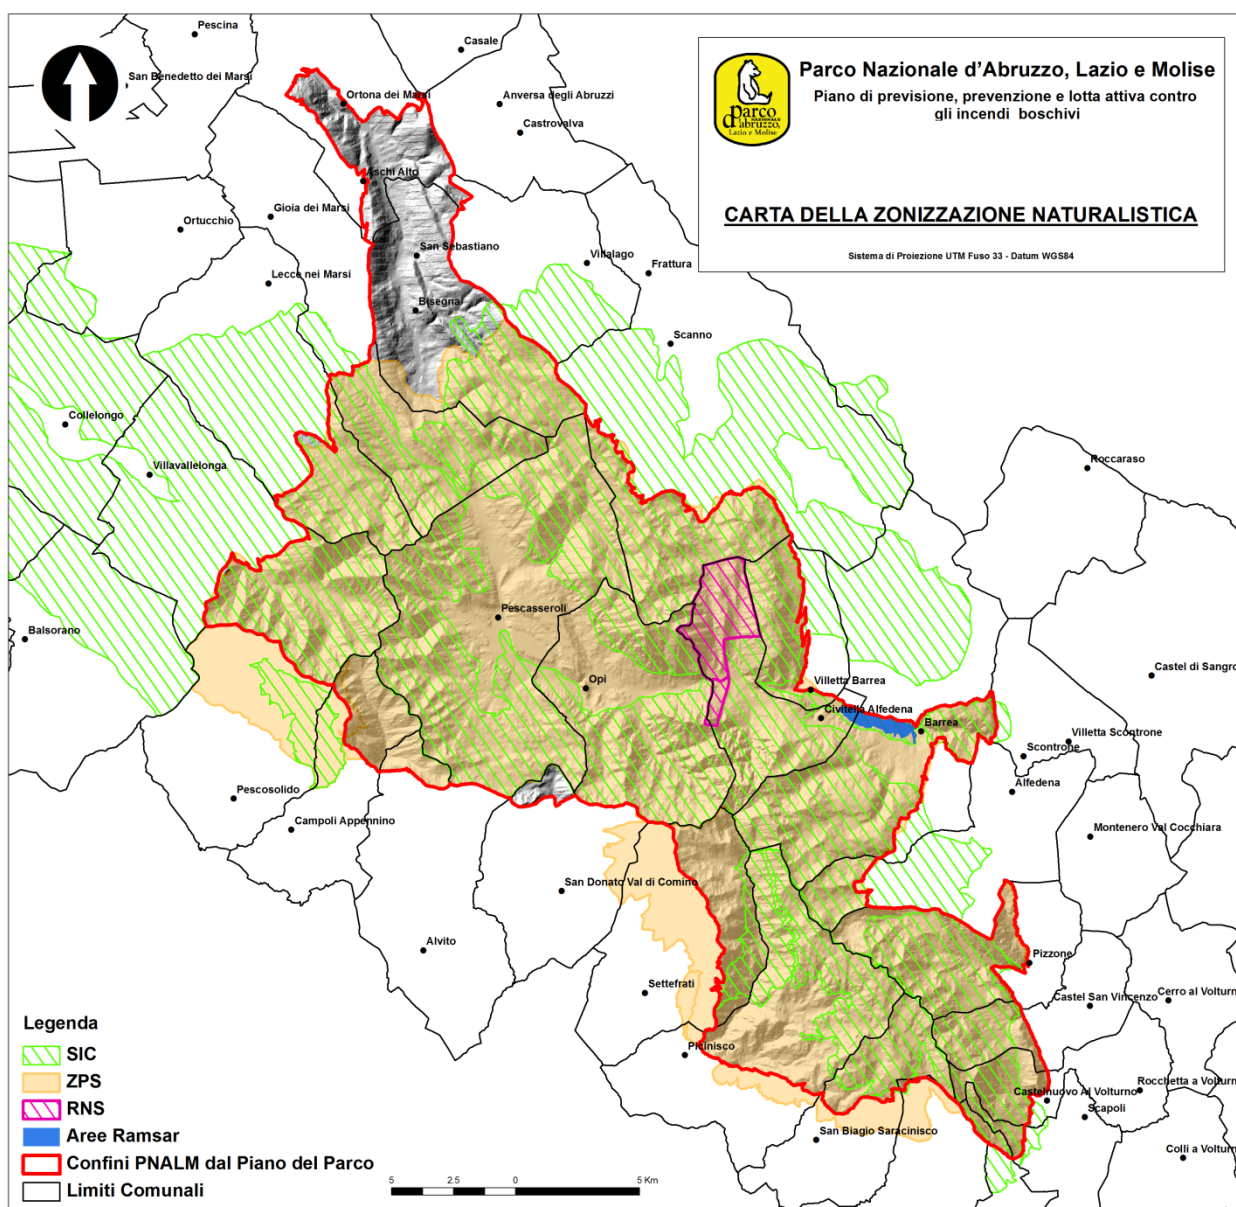 Parco Nazionale d'Abruzzo, Lazio e Molise
Piano di previsione, prevenzione e lotta attiva contro
gli incendi boschivi
CARTA DELLA ZONIZZAZIONE NATURALISTICA
Sistema di Proiezione UTM Fuso 33 - Datum WGS84
parco
nazionale
d'abruzzo,
Lazio e Molise
Pescina
Casale
San Benedetto dei Marsi
Ortona dei Marsi
Anversa degli Abruzzi
Castrovalva
Aschi Alto
Gioia dei Marsi
Ortucchio
San Sebastiano
Villalago
Frattura
Lecce nei Marsi
Bisegna
Scanno
Collelongo
Villavallelonga
Roccaraso
Pescasseroli
Balsorano
Castel di Sangro
Opi
Villetta Barrea
Civitella Alfedena
Barrea
Villetta Scontrone
Scontrone
Alfedena
Pescosolido
Campoli Appennino
Montenero Val Cocchiara
San Donato Val di Comino
Alvito
Pizzone
Settefrati
Castel San Vincenzo
Cerro al Volturn
Picinisco
Castelnuovo Al Volturno
Rocchetta a Volturn
Scapoli
San Biagio Saracinisco
Colli a Volturn
Legenda
SIC
ZPS
RNS
Aree Ramsar
Confini PNALM dal Piano del Parco
Limiti Comunali
5 2.5 0 5 Km